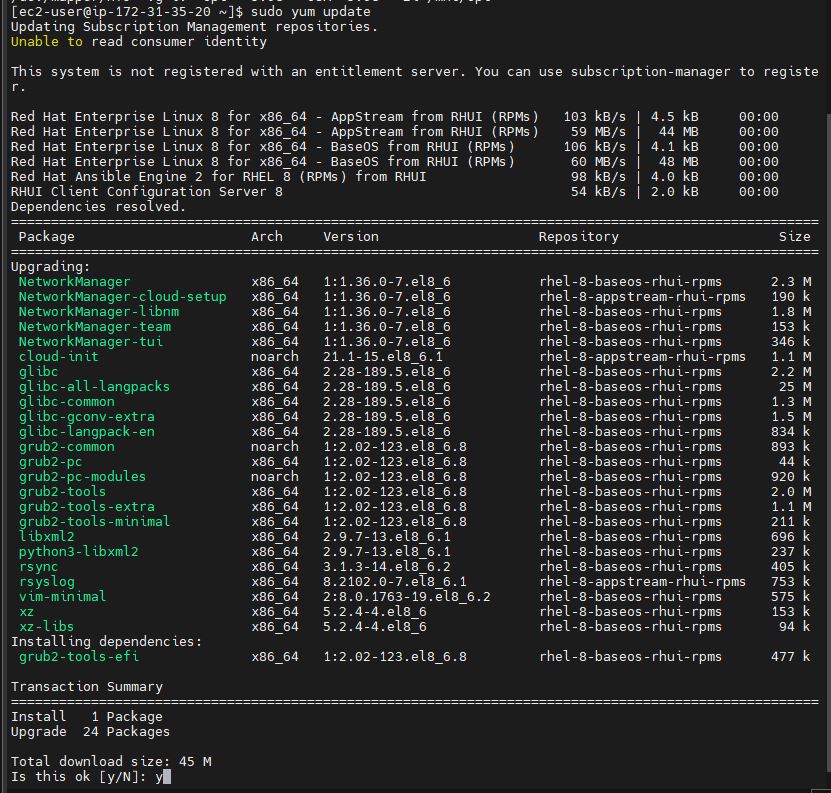 [ec2-user@ip-172-31-35-20 ~]$ sudo yum update
Updating Subscription Management repositories.
Unable to read consumer identity
This system is not registered with an entitlement server. You can use subscription-manager to registe
r.
Red Hat Enterprise Linux 8 for x86_64 - AppStream from RHUI (RPMs) 103 kB/s | 4.5 kB 00:00
Red Hat Enterprise Linux 8 for x86_64 - AppStream from RHUI (RPMs) 59 MB/s | 44 MB 00:00
Red Hat Enterprise Linux 8 for x86_64 - BaseOS from RHUI (RPMs) 106 kB/s | 4.1 kB 00:00
Red Hat Enterprise Linux 8 for x86_64 - BaseOS from RHUI (RPMs) 60 MB/s | 48 MB 00:00
Red Hat Ansible Engine 2 for RHEL 8 (RPMs) from RHUI 98 kB/s | 4.0 kB 00:00
RHUI Client Configuration Server 8 54 kB/s | 2.0 kB 00:00
Dependencies resolved.
Package Arch Version Repository Size
Upgrading:
NetworkManager x86_64 1:1.36.0-7.el8_6 rhel-8-baseos-rhui-rpms 2.3 M
NetworkManager-cloud-setup x86_64 1:1.36.0-7.el8_6 rhel-8-appstream-rhui-rpms 190 k
NetworkManager-libnm x86_64 1:1.36.0-7.el8_6 rhel-8-baseos-rhui-rpms 1.8 M
NetworkManager-team x86_64 1:1.36.0-7.el8_6 rhel-8-baseos-rhui-rpms 153 k
NetworkManager-tui x86_64 1:1.36.0-7.el8_6 rhel-8-baseos-rhui-rpms 346 k
cloud-init noarch 21.1-15.el8_6.1 rhel-8-appstream-rhui-rpms 1.1 M
glibc x86_64 2.28-189.5.el8_6 rhel-8-baseos-rhui-rpms 2.2 M
glibc-all-langpacks x86_64 2.28-189.5.el8_6 rhel-8-baseos-rhui-rpms 25 M
glibc-common x86_64 2.28-189.5.el8_6 rhel-8-baseos-rhui-rpms 1.3 M
glibc-gconv-extra x86_64 2.28-189.5.el8_6 rhel-8-baseos-rhui-rpms 1.5 M
glibc-langpack-en x86_64 2.28-189.5.el8_6 rhel-8-baseos-rhui-rpms 834 k
grub2-common noarch 1:2.02-123.el8_6.8 rhel-8-baseos-rhui-rpms 893 k
grub2-pc x86_64 1:2.02-123.el8_6.8 rhel-8-baseos-rhui-rpms 44 k
grub2-pc-modules noarch 1:2.02-123.el8_6.8 rhel-8-baseos-rhui-rpms 920 k
grub2-tools x86_64 1:2.02-123.el8_6.8 rhel-8-baseos-rhui-rpms 2.0 M
grub2-tools-extra x86_64 1:2.02-123.el8_6.8 rhel-8-baseos-rhui-rpms 1.1 M
grub2-tools-minimal x86_64 1:2.02-123.el8_6.8 rhel-8-baseos-rhui-rpms 211 k
libxml2 x86_64 2.9.7-13.el8_6.1 rhel-8-baseos-rhui-rpms 696 k
python3-libxml2 x86_64 2.9.7-13.el8_6.1 rhel-8-baseos-rhui-rpms 237 k
rsync x86_64 3.1.3-14.el8_6.2 rhel-8-baseos-rhui-rpms 405 k
rsyslog x86_64 8.2102.0-7.el8_6.1 rhel-8-appstream-rhui-rpms 753 k
vim-minimal x86_64 2:8.0.1763-19.el8_6.2 rhel-8-baseos-rhui-rpms 575 k
xz x86_64 5.2.4-4.el8_6 rhel-8-baseos-rhui-rpms 153 k
xz-libs x86_64 5.2.4-4.el8_6 rhel-8-baseos-rhui-rpms 94 k
Installing dependencies:
grub2-tools-efi x86_64 1:2.02-123.el8_6.8 rhel-8-baseos-rhui-rpms 477 k
Transaction Summary
Install 1 Package
Upgrade 24 Packages
Total download size: 45 M
Is this ok [y/N]: y